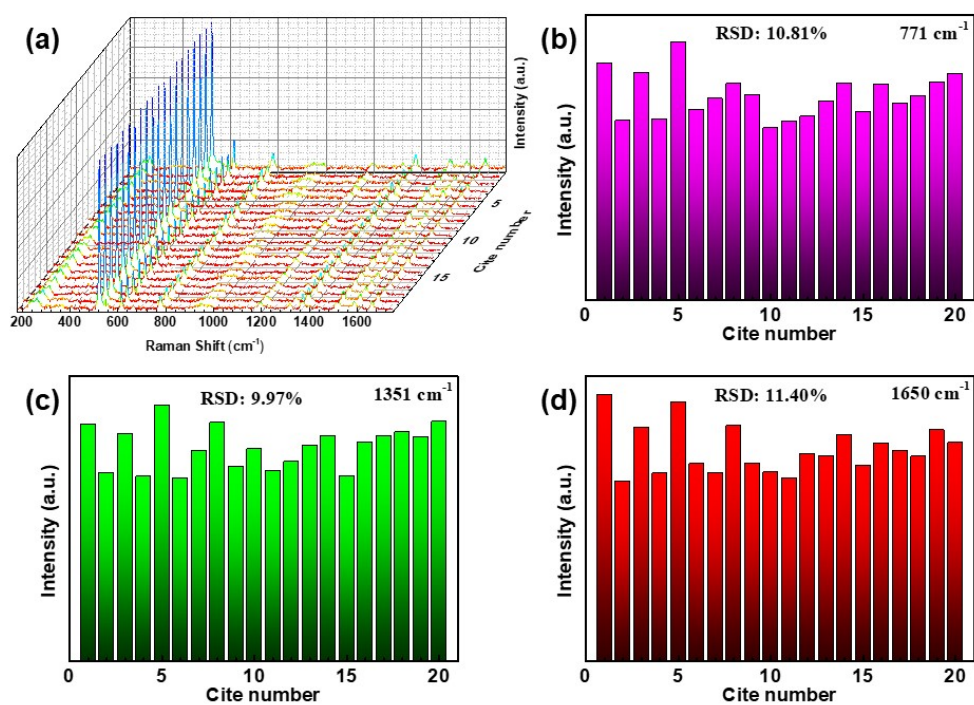 (a)
Intensity (a.u.)
5
10
15
Cite number
200 400 600 800 1000 1200 1400 1600
Raman Shift (cm⁻¹)
(b)
RSD: 10.81% 771 cm⁻¹
Intensity (a.u.)
0 5 10 15 20
Cite number
(c)
RSD: 9.97% 1351 cm⁻¹
Intensity (a.u.)
0 5 10 15 20
Cite number
(d)
RSD: 11.40% 1650 cm⁻¹
Intensity (a.u.)
0 5 10 15 20
Cite number